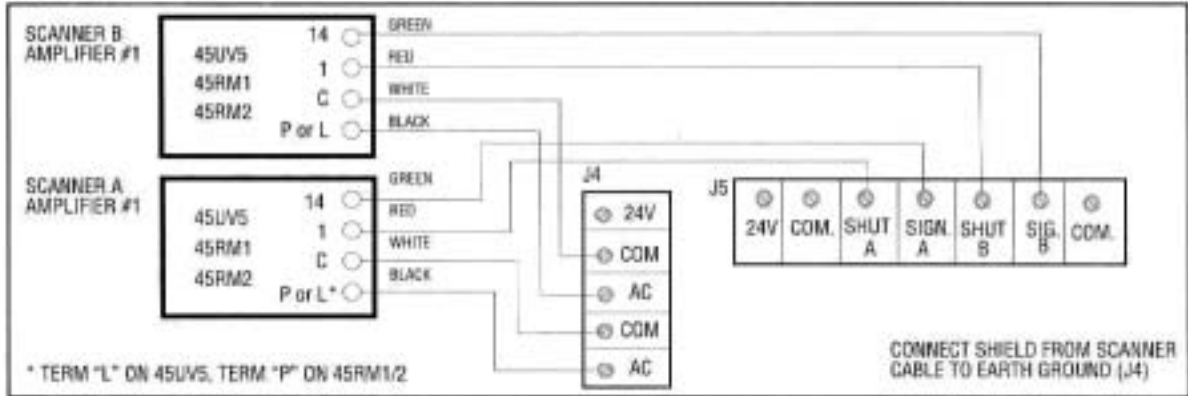 SCANNER B
AMPLIFIER #1
45UV5
45RM1
45RM2
14
1
C
P or L
GREEN
RED
WHITE
BLACK
SCANNER A
AMPLIFIER #1
45UV5
45RM1
45RM2
14
1
C
P or L*
GREEN
RED
WHITE
BLACK
J4
24V
COM
AC
COM
AC
J5
24V
COM.
SHUT A
SIGN. A
SHUT B
SIG. B
COM.
* TERM "L" ON 45UV5, TERM "P" ON 45RM1/2
CONNECT SHIELD FROM SCANNER
CABLE TO EARTH GROUND (J4)